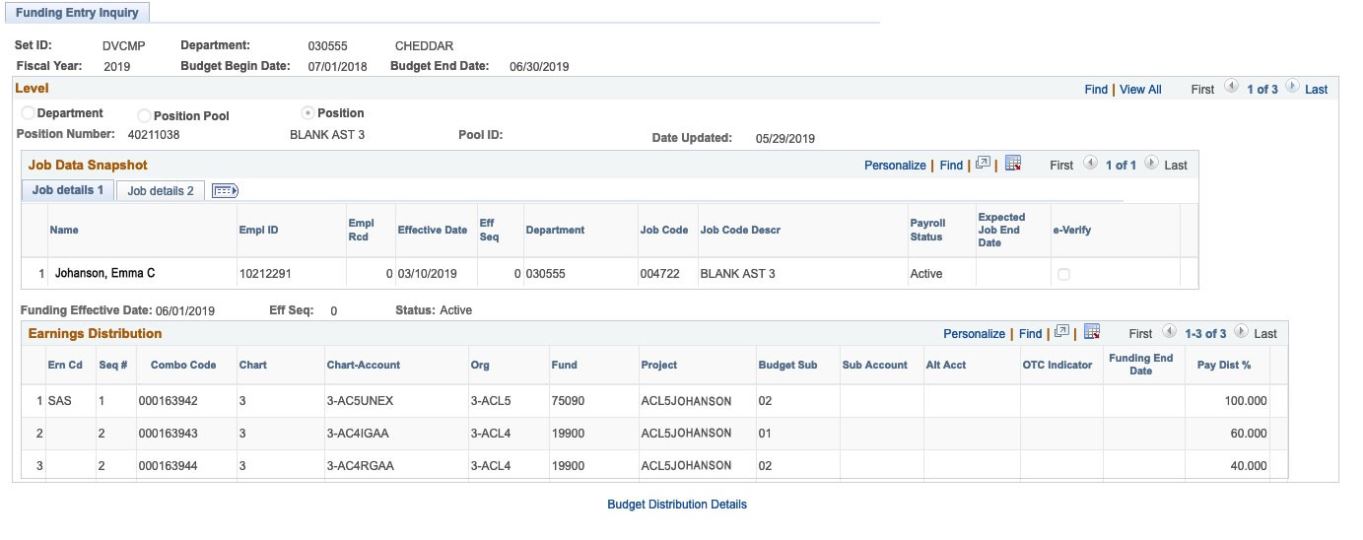 Funding Entry Inquiry
Set ID: DVCMP Department: 030555 CHEDDAR
Fiscal Year: 2019 Budget Begin Date: 07/01/2018 Budget End Date: 06/30/2019
Level Find | View All First 1 of 3 Last
Department Position Pool Position
Position Number: 40211038 BLANK AST 3 Pool ID: Date Updated: 05/29/2019
Job Data Snapshot Personalize | Find | | First 1 of 1 Last
Job details 1 Job details 2
Name Empl ID Empl Rcd Effective Date Eff Seq Department Job Code Job Code Descr Payroll Status Expected Job End Date e-Verify
1 Johanson, Emma C 10212291 0 03/10/2019 0 030555 004722 BLANK AST 3 Active
Funding Effective Date: 06/01/2019 Eff Seq: 0 Status: Active
Earnings Distribution Personalize | Find | | First 1-3 of 3 Last
Ern Cd Seq # Combo Code Chart Chart-Account Org Fund Project Budget Sub Sub Account Alt Acct OTC Indicator Funding End Date Pay Dist %
1 SAS 1 000163942 3 3-AC5UNEX 3-ACL5 75090 ACL5JOHANSON 02 100.000
2 2 000163943 3 3-AC4IGAA 3-ACL4 19900 ACL5JOHANSON 01 60.000
3 2 000163944 3 3-AC4RGAA 3-ACL4 19900 ACL5JOHANSON 02 40.000
Budget Distribution Details